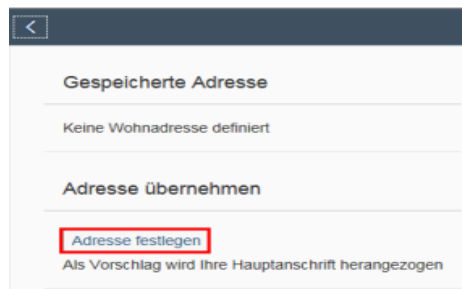 Gespeicherte Adresse
Keine Wohnadresse definiert
Adresse übernehmen
Adresse festlegen
Als Vorschlag wird Ihre Hauptanschrift herangezogen